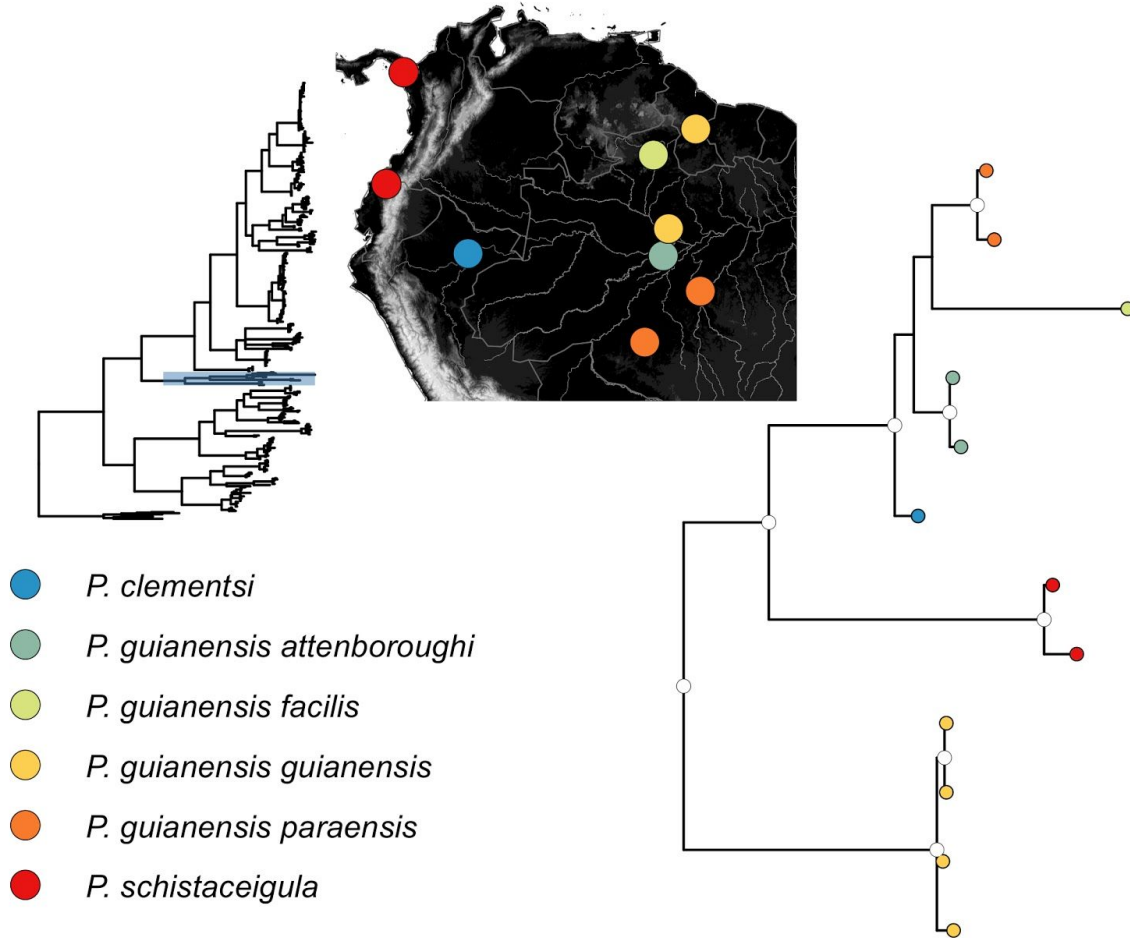 P. clementsi
P. guianensis attenboroughi
P. guianensis facilis
P. guianensis guianensis
P. guianensis paraensis
P. schistaceigula